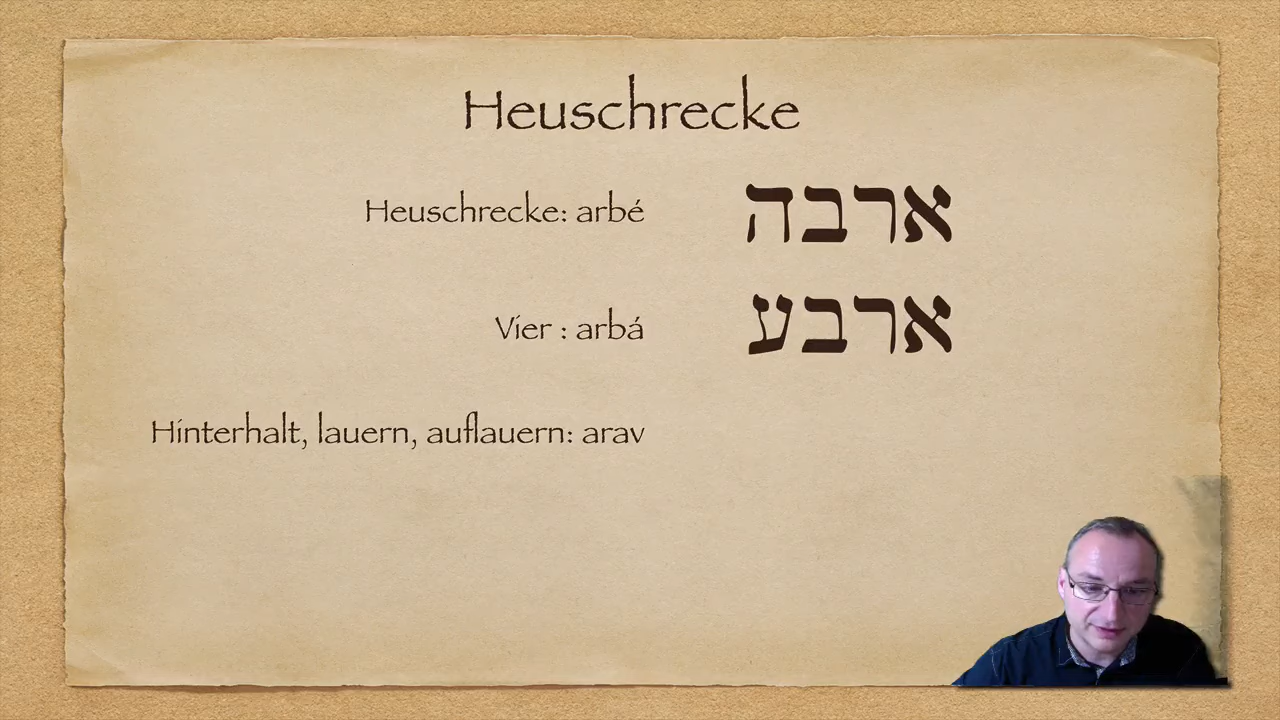 Heuschrecke
Heuschrecke: arbé ארבה
Vier : arbá ארבע
Hinterhalt, lauern, auflauern: arav